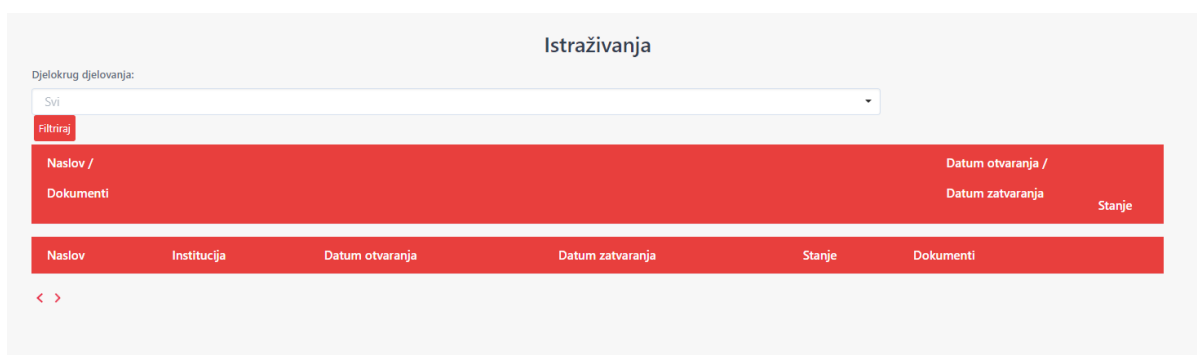 Istraživanja
Djelokrug djelovanja:
Svi
Filtriraj
Naslov /
Dokumenti
Datum otvaranja /
Datum zatvaranja
Stanje
Naslov Institucija Datum otvaranja Datum zatvaranja Stanje Dokumenti